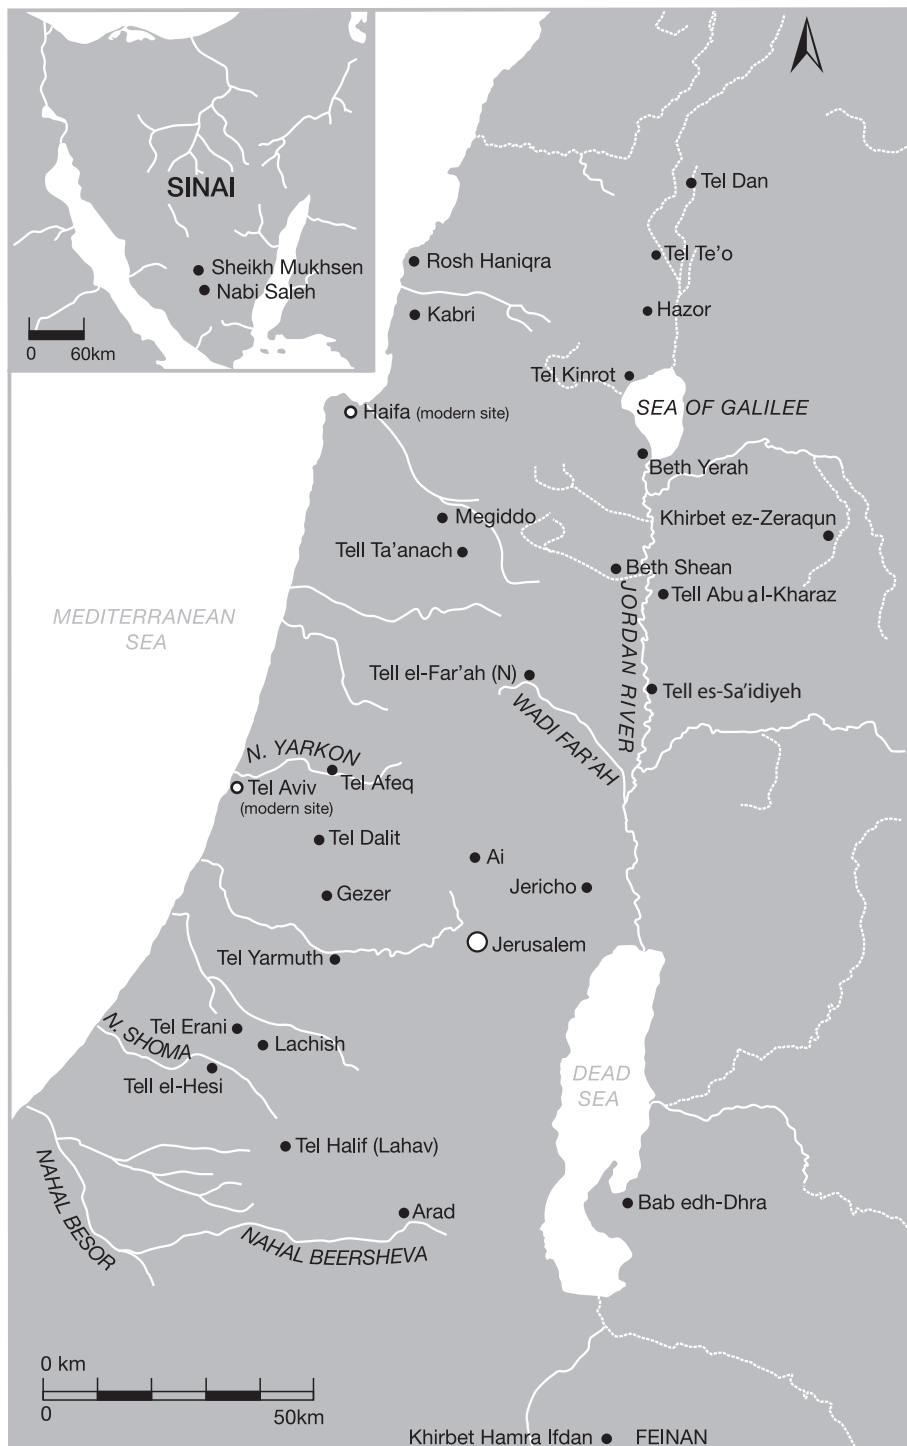 SINAI
Sheikh Mukhsen
Nabi Saleh
0 60km
Tel Dan
Tel Te’o
Rosh Haniqra
Hazor
Kabri
Tel Kinrot
SEA OF GALILEE
Haifa (modern site)
Beth Yerah
Megiddo
Khirbet ez-Zeraqun
Tell Ta’anach
Beth Shean
Tell Abu al-Kharaz
MEDITERRANEAN
SEA
JORDAN RIVER
Tell el-Far’ah (N)
Tell es-Sa’idiyeh
WADI FAR’AH
N. YARKON
Tel Afeq
Tel Aviv
(modern site)
Tel Dalit
Ai
Jericho
Gezer
Jerusalem
Tel Yarmuth
Tel Erani
N. SHOMA
Lachish
Tell el-Hesi
DEAD
SEA
Tel Halif (Lahav)
NAHAL BESOR
Bab edh-Dhra
Arad
NAHAL BEERSHEVA
0 km
0 50km
Khirbet Hamra Ifdan FEINAN